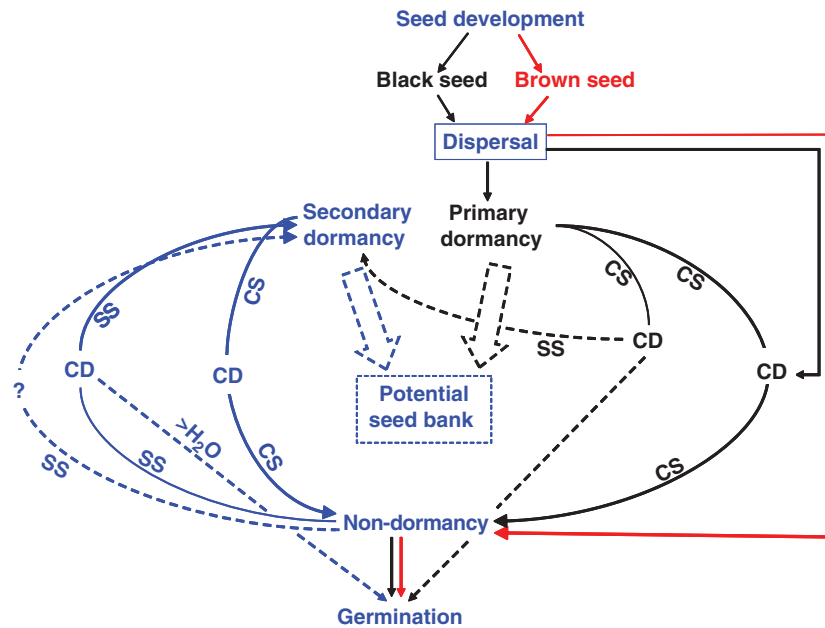 Seed development
Black seed
Brown seed
Dispersal
Secondary
dormancy
Primary
dormancy
CS
CS
CS
SS
SS
CD
CD
CD
CD
?
Potential
seed bank
>H₂O
SS
SS
CS
CS
Non-dormancy
Germination